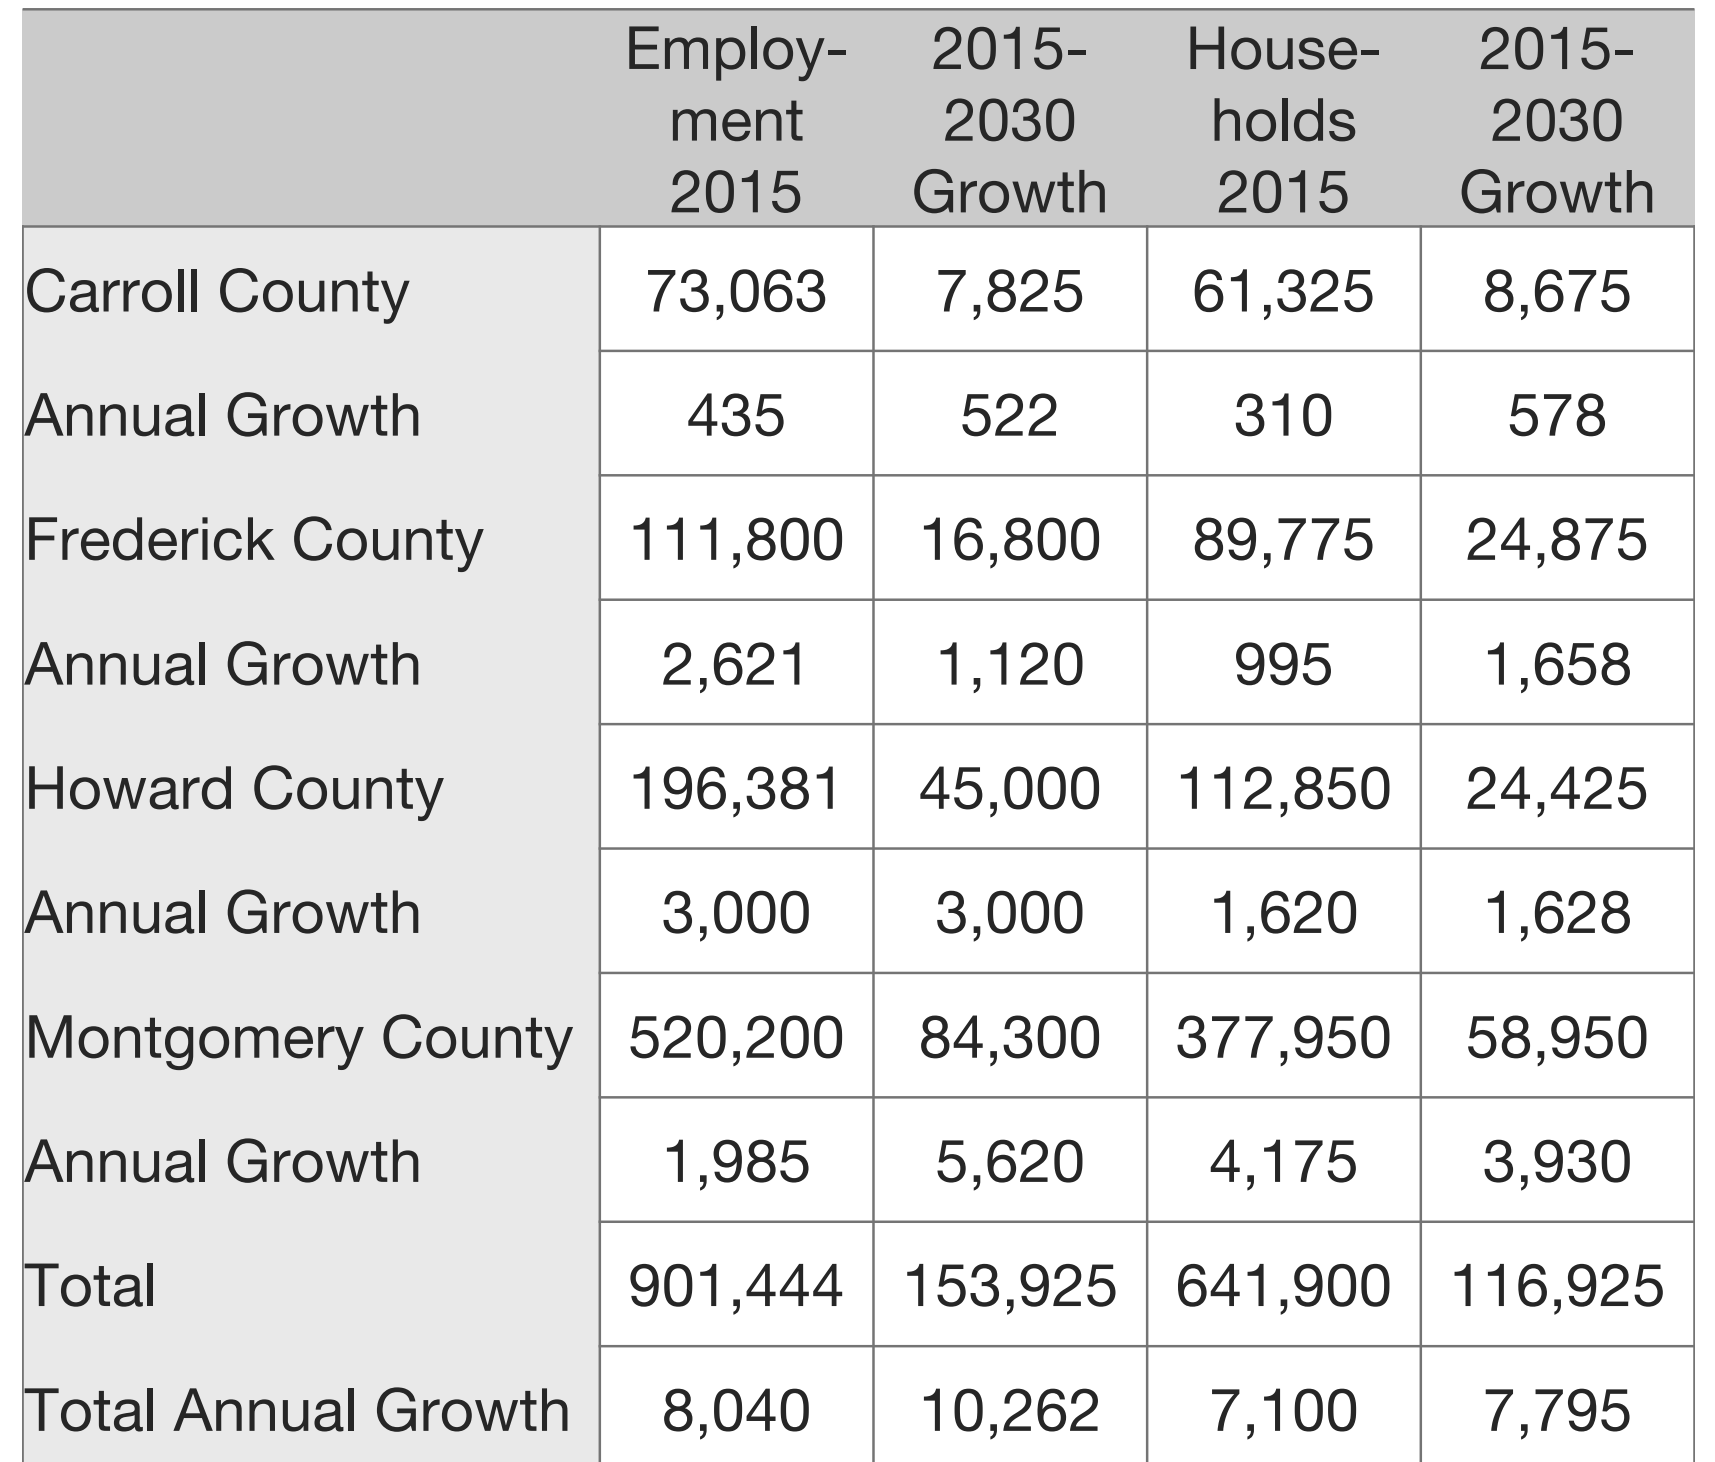 Employ- 2015- House- 2015-
ment 2030 holds 2030
2015 Growth 2015 Growth
Carroll County 73,063 7,825 61,325 8,675
Annual Growth 435 522 310 578
Frederick County 111,800 16,800 89,775 24,875
Annual Growth 2,621 1,120 995 1,658
Howard County 196,381 45,000 112,850 24,425
Annual Growth 3,000 3,000 1,620 1,628
Montgomery County 520,200 84,300 377,950 58,950
Annual Growth 1,985 5,620 4,175 3,930
Total 901,444 153,925 641,900 116,925
Total Annual Growth 8,040 10,262 7,100 7,795